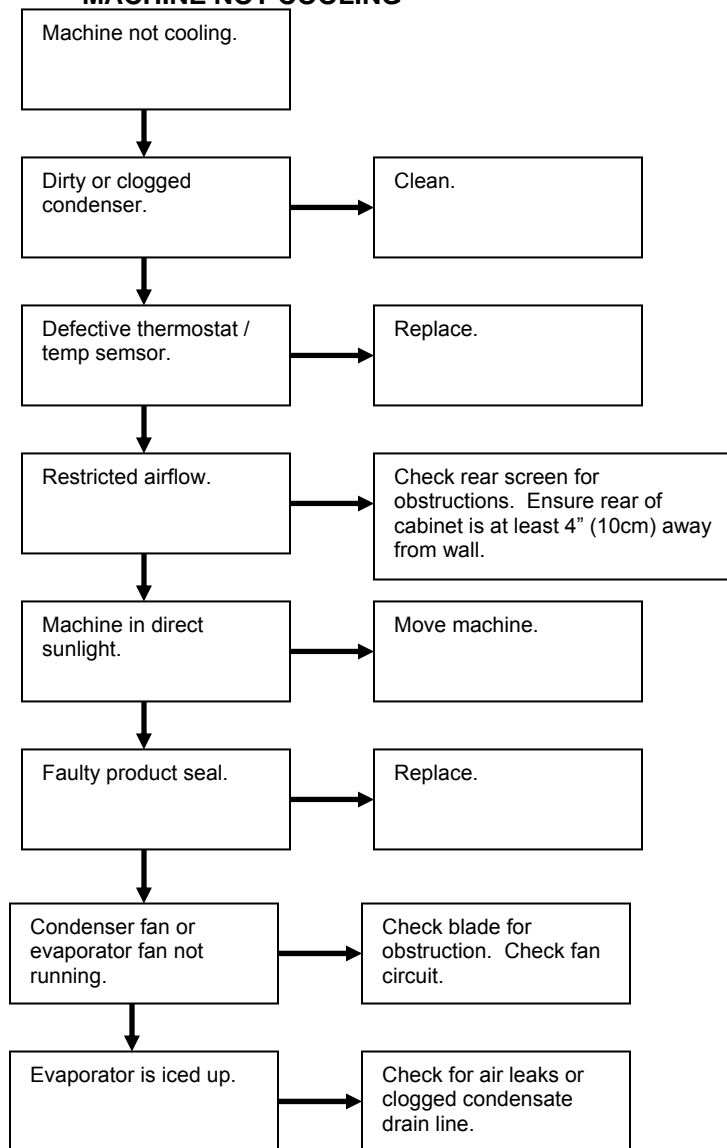 MACHINE NOT COOLING
Machine not cooling.
Dirty or clogged
condenser.
Clean.
Defective thermostat /
temp semsor.
Replace.
Restricted airflow.
Check rear screen for
obstructions.  Ensure rear of
cabinet is at least 4” (10cm) away
from wall.
Machine in direct
sunlight.
Move machine.
Faulty product seal.
Replace.
Condenser fan or
evaporator fan not
running.
Check blade for
obstruction.  Check fan
circuit.
Evaporator is iced up.
Check for air leaks or
clogged condensate
drain line.